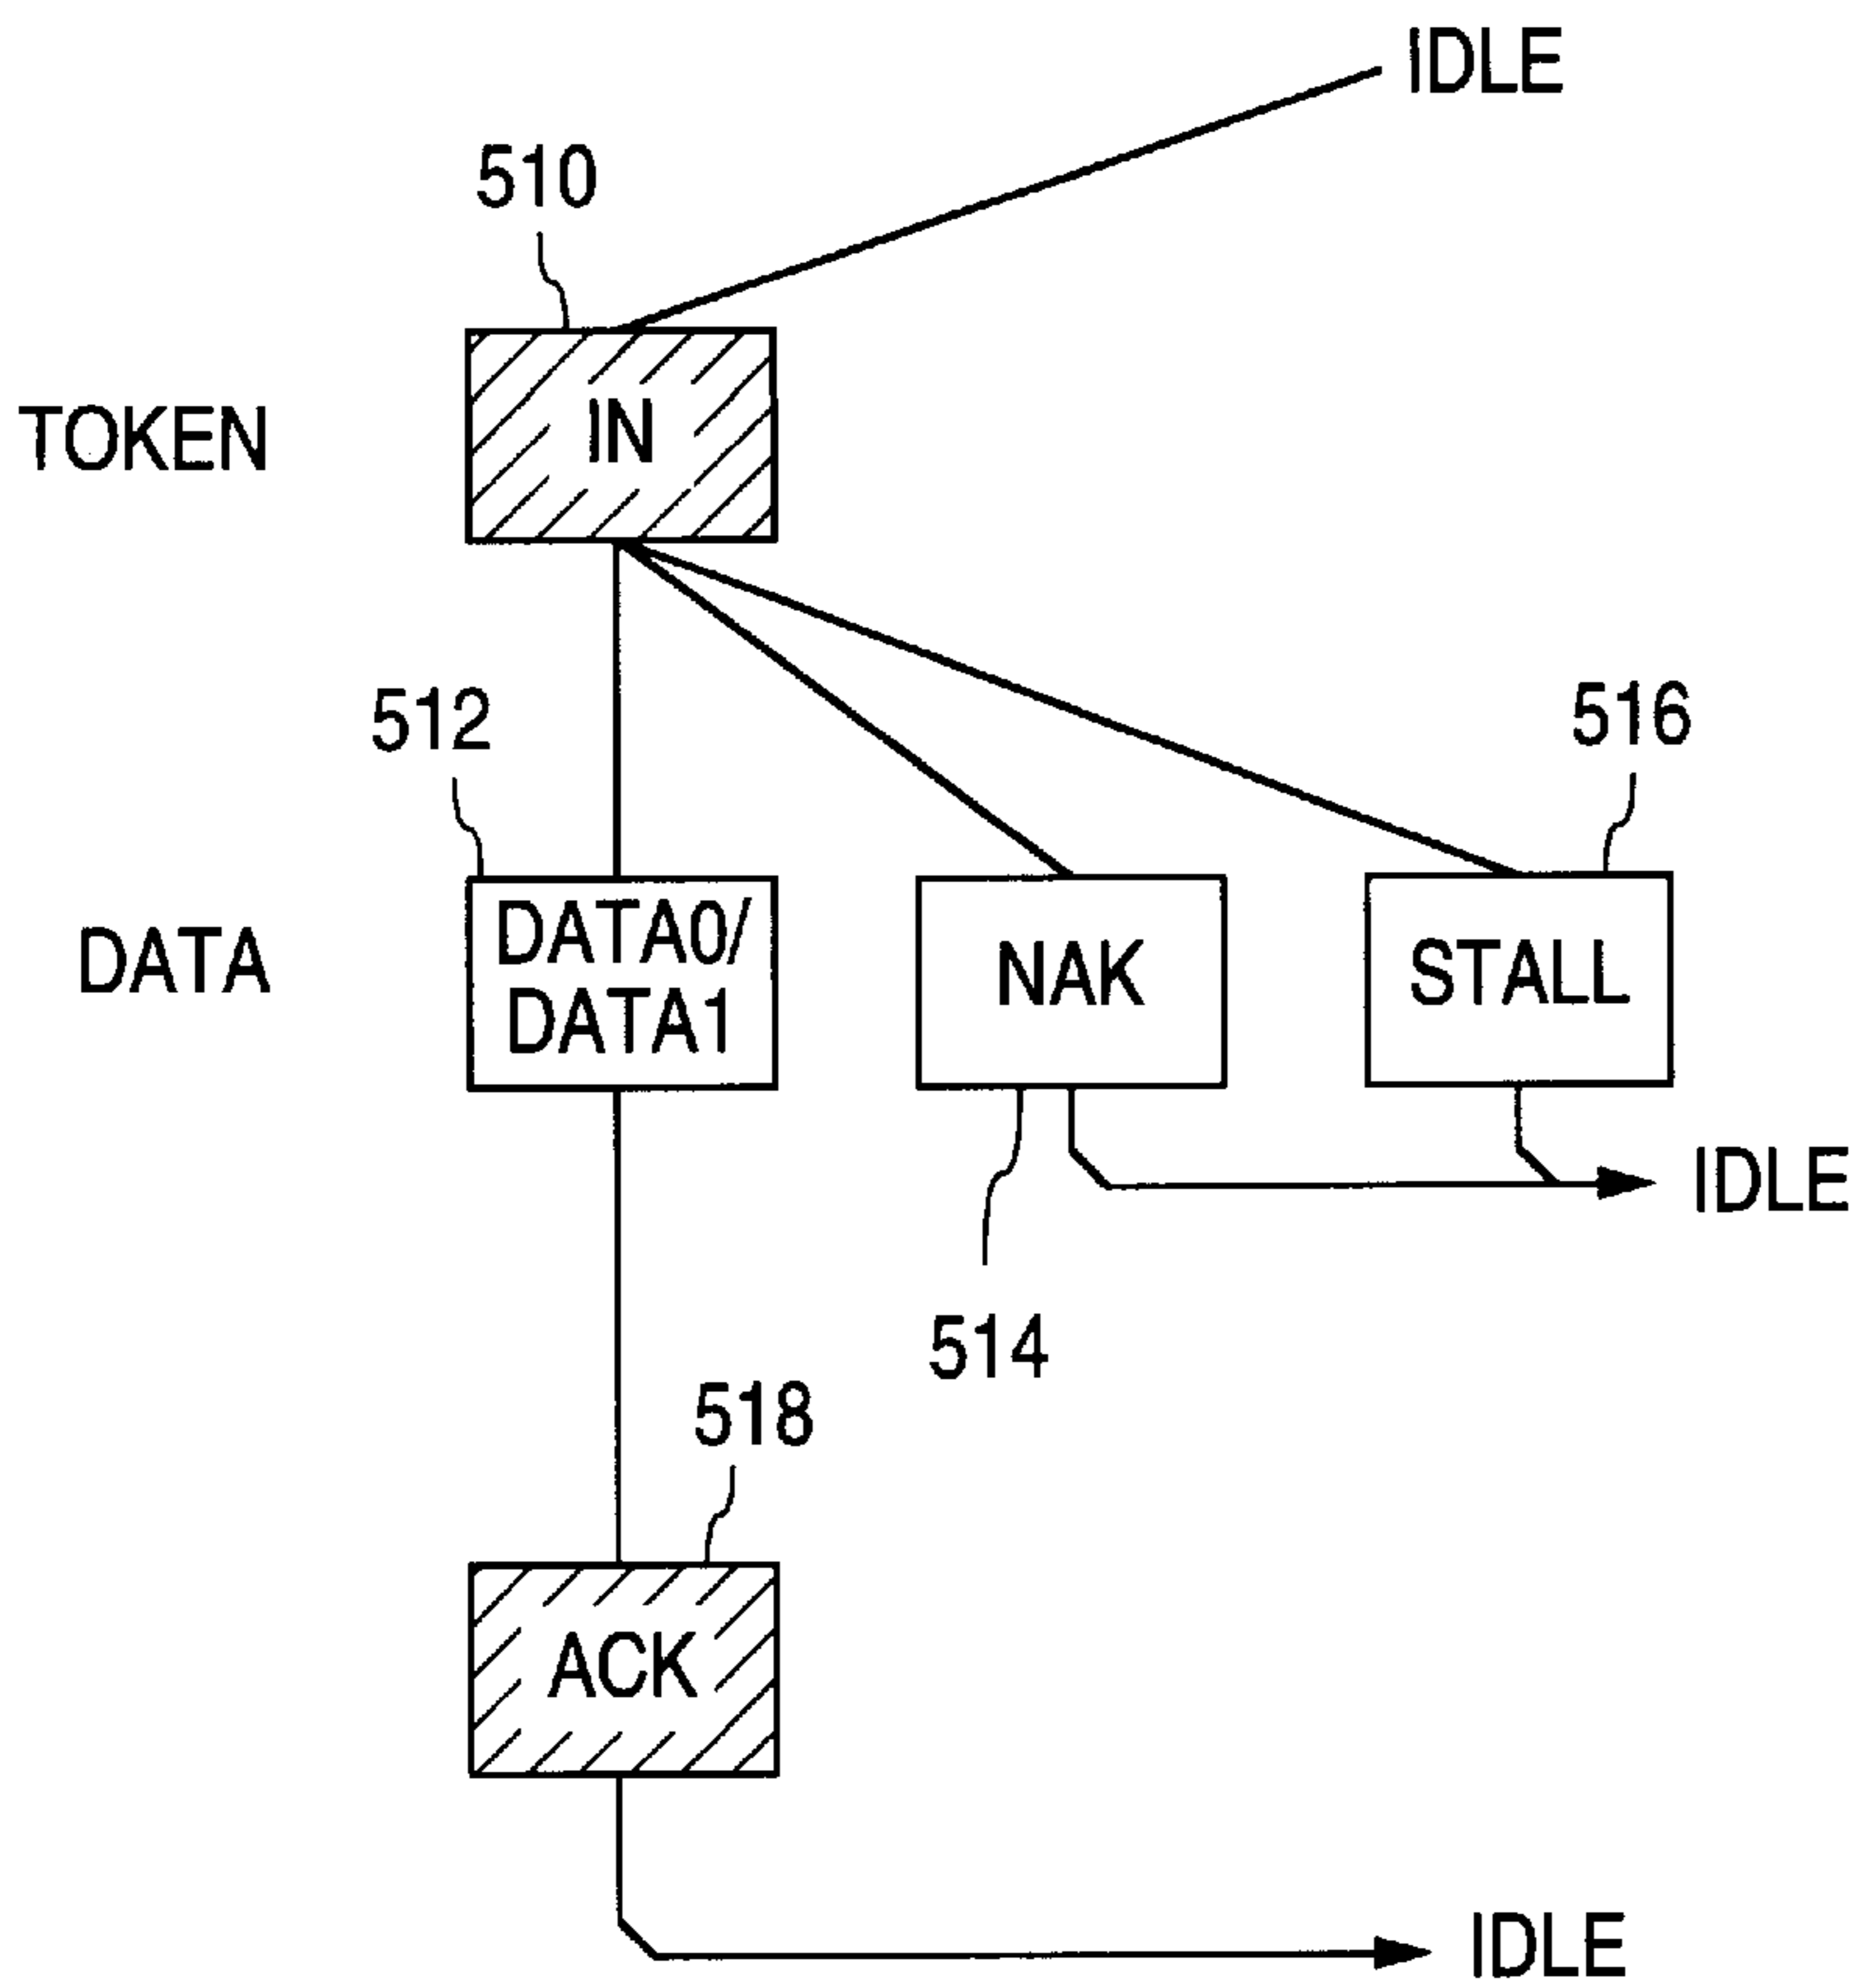 IDLE
510
TOKEN
IN
512
516
DATA
DATA0/
DATA1
NAK
STALL
IDLE
514
518
ACK
IDLE